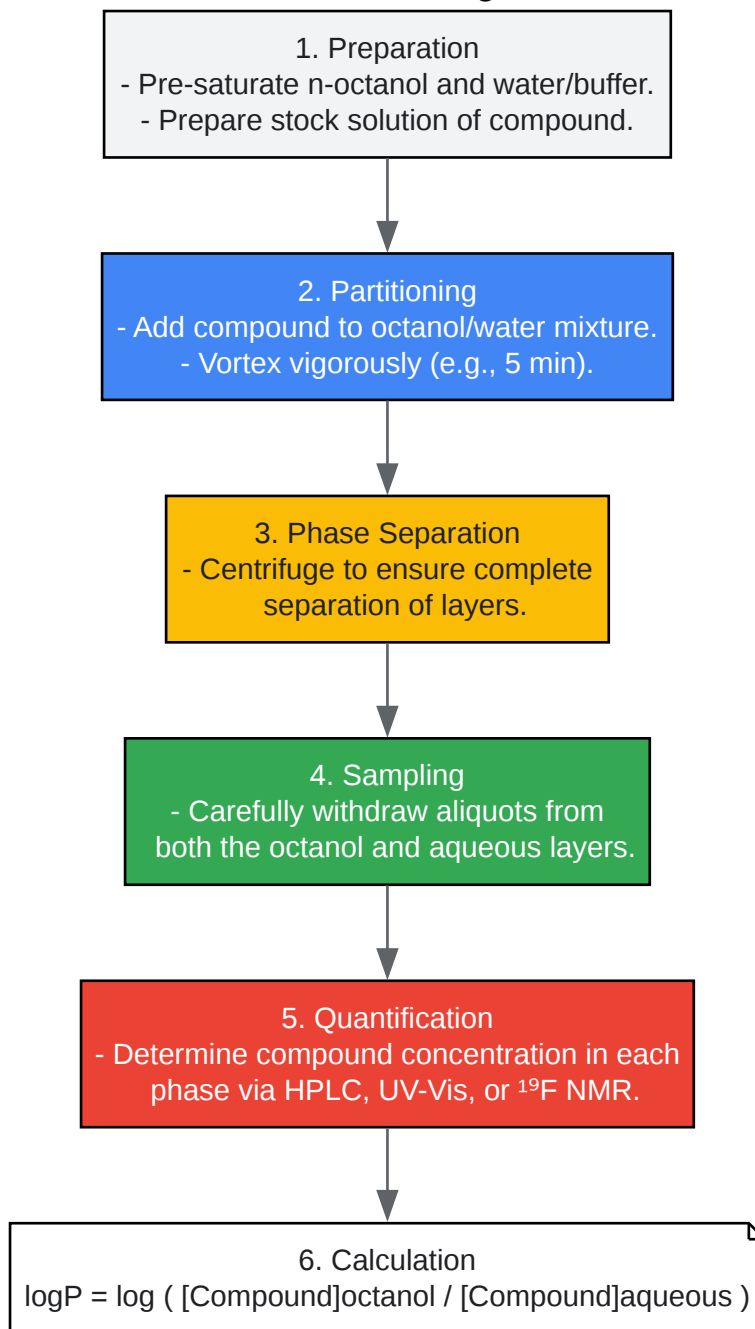 1. Preparation
- Pre-saturate n-octanol and water/buffer.
- Prepare stock solution of compound.
2. Partitioning
- Add compound to octanol/water mixture.
- Vortex vigorously (e.g., 5 min).
3. Phase Separation
- Centrifuge to ensure complete
separation of layers.
4. Sampling
- Carefully withdraw aliquots from
both the octanol and aqueous layers.
5. Quantification
- Determine compound concentration in each
phase via HPLC, UV-Vis, or ¹⁹F NMR.
6. Calculation
logP = log ( [Compound]octanol / [Compound]aqueous )